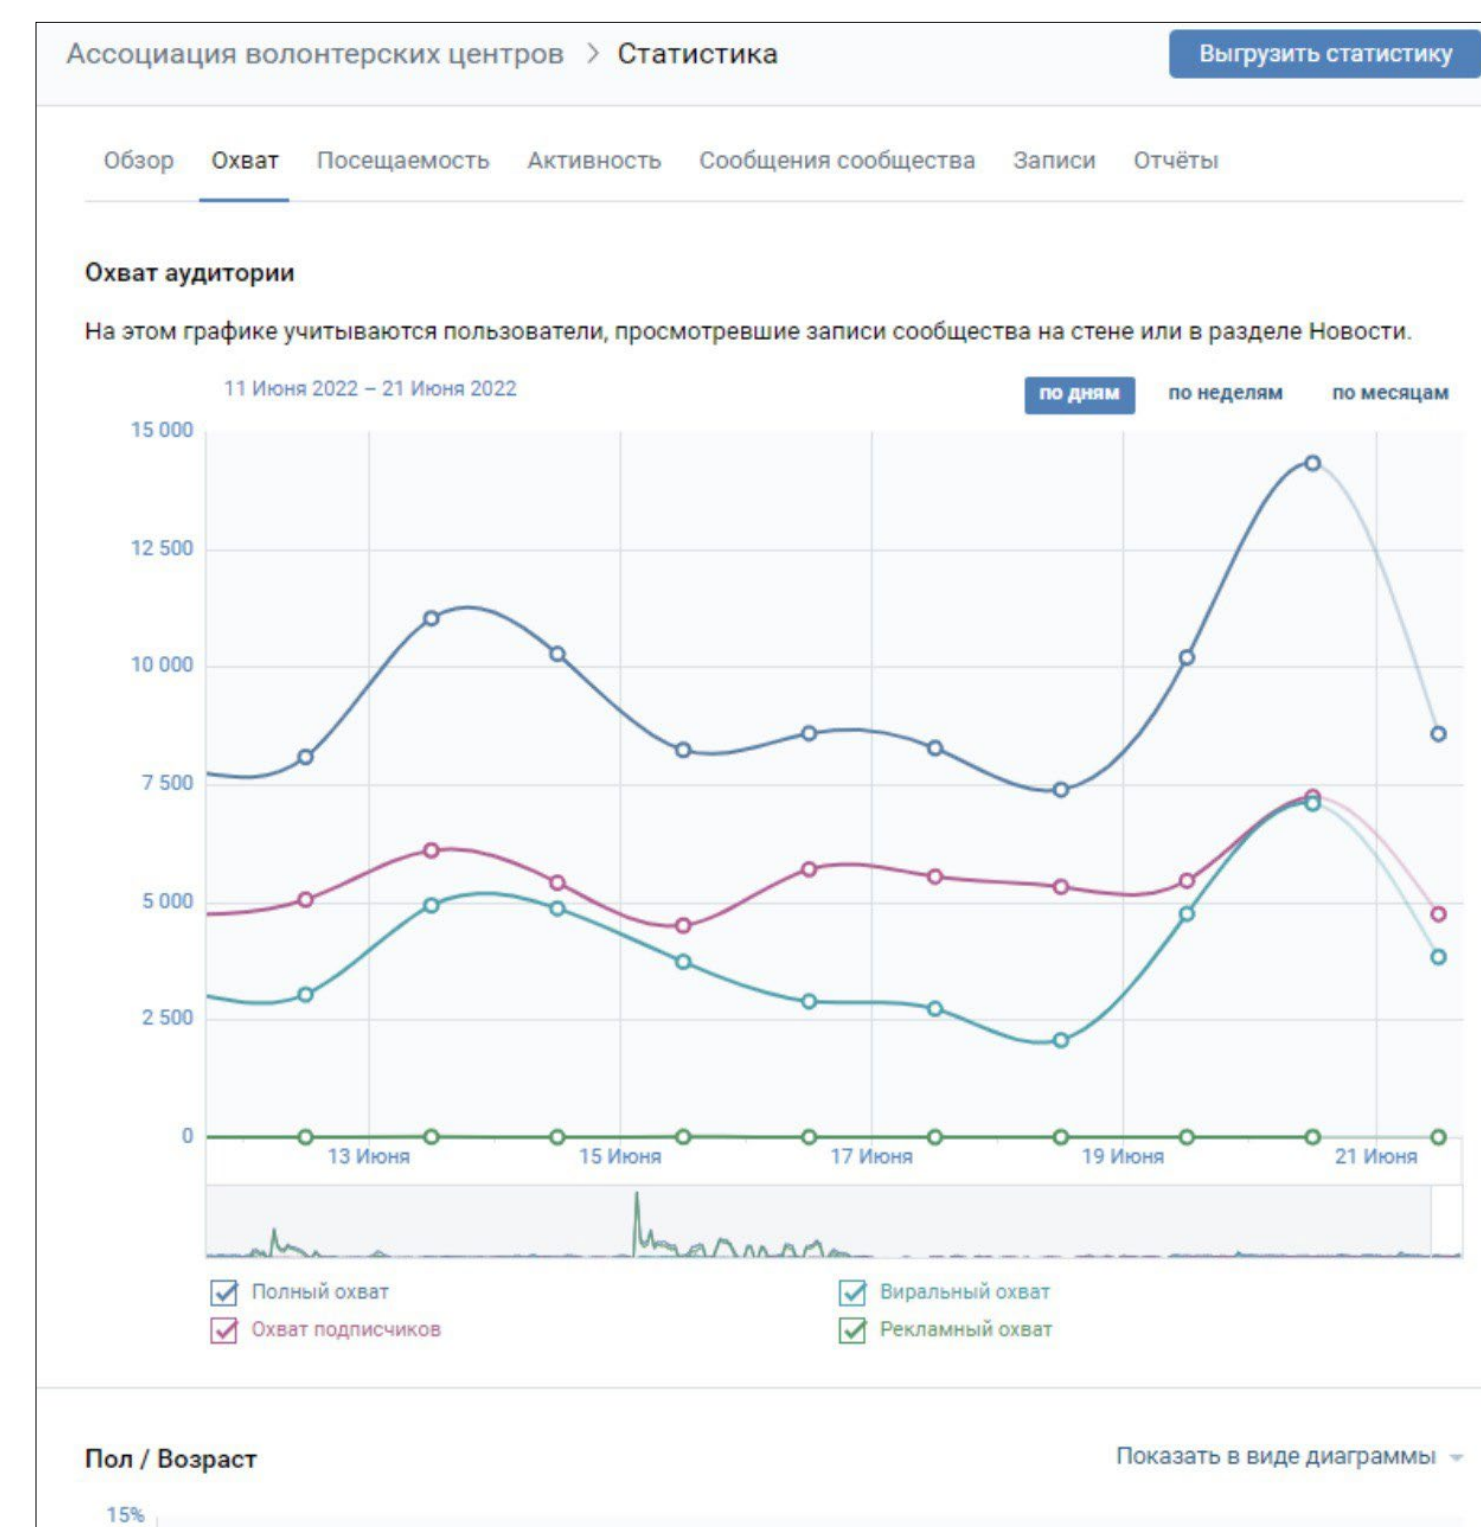 Ассоциация волонтерских центров > Статистика
Выгрузить статистику
Обзор Охват Посещаемость Активность Сообщения сообщества Записи Отчёты
Охват аудитории
На этом графике учитываются пользователи, просмотревшие записи сообщества на стене или в разделе Новости.
11 Июня 2022 – 21 Июня 2022
по дням по неделям по месяцам
15 000
12 500
10 000
7 500
5 000
2 500
0
13 Июня 15 Июня 17 Июня 19 Июня 21 Июня
Полный охват
Виральный охват
Охват подписчиков
Рекламный охват
Пол / Возраст
Показать в виде диаграммы
15%